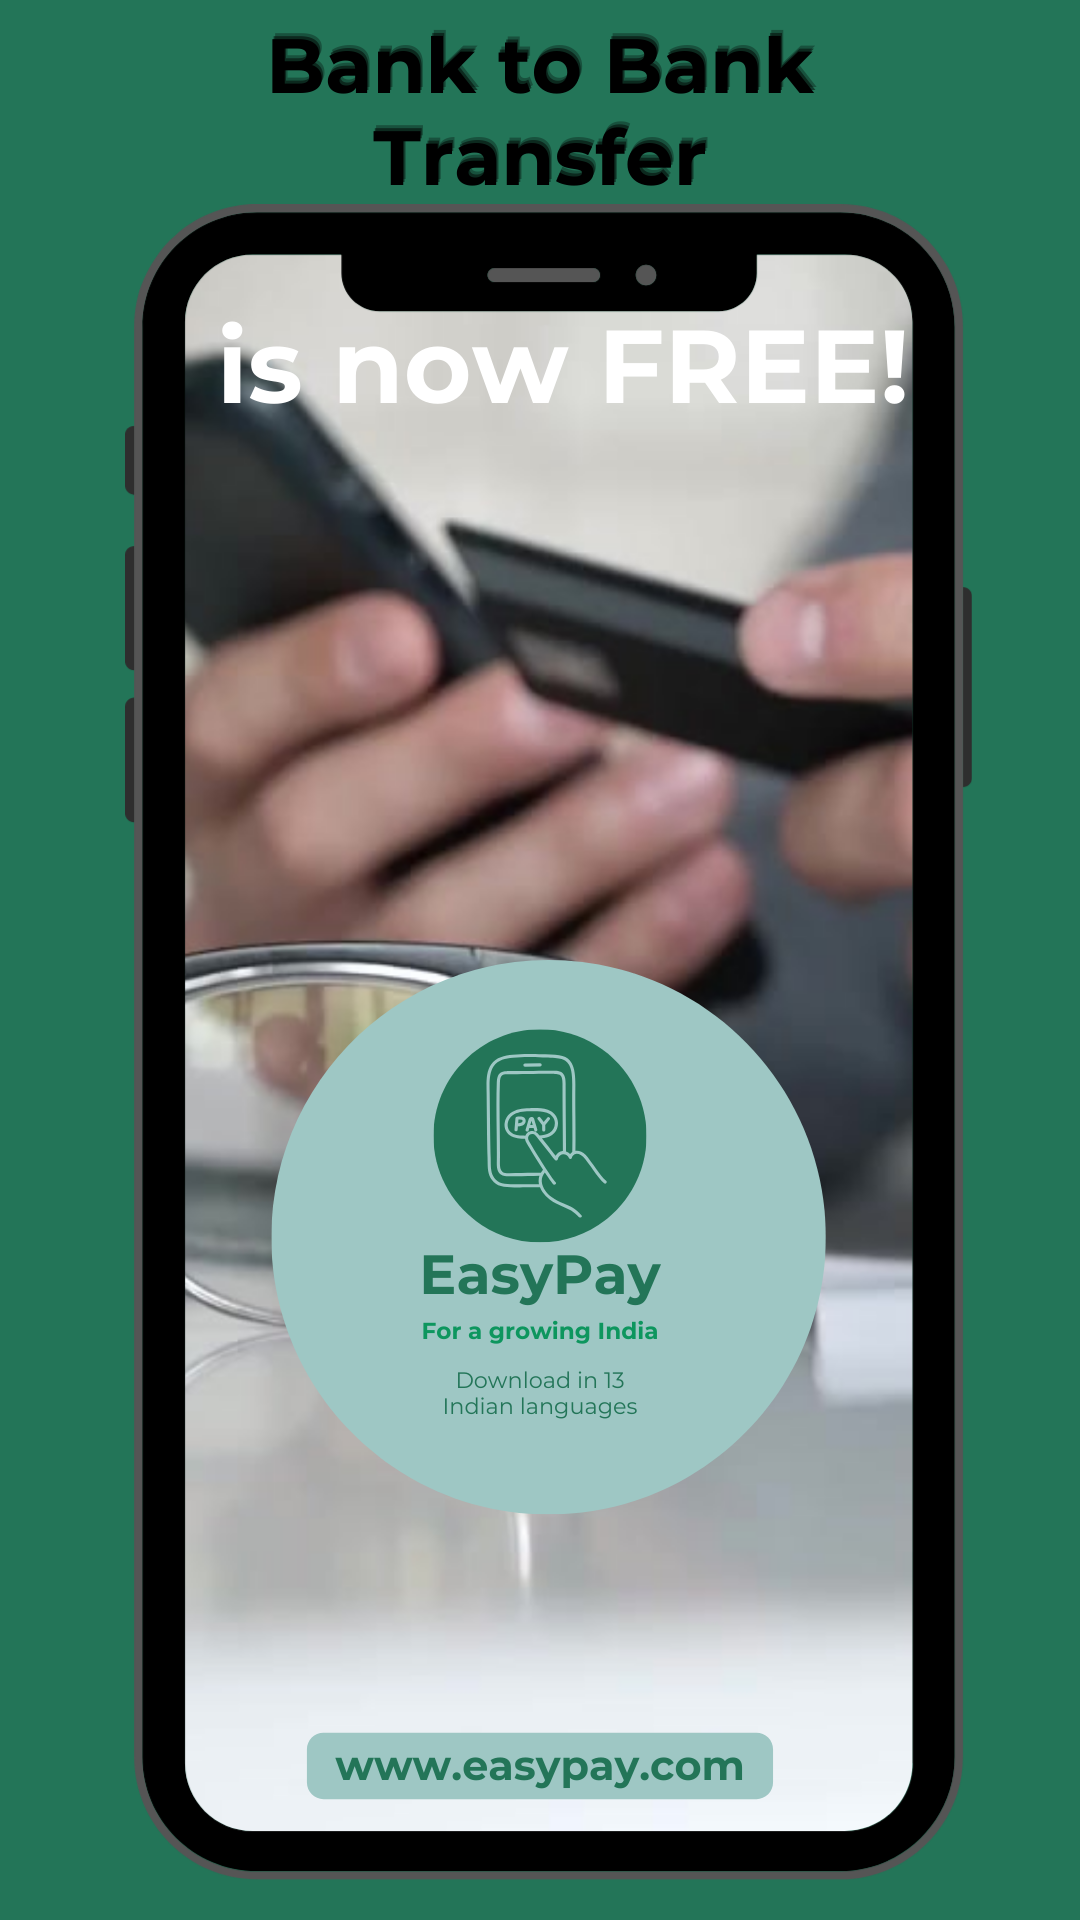 Bank to Bank
Transfer
is now FREE!
PAY
EasyPay
For a growing India
Download in 13
Indian languages
www.easypay.com